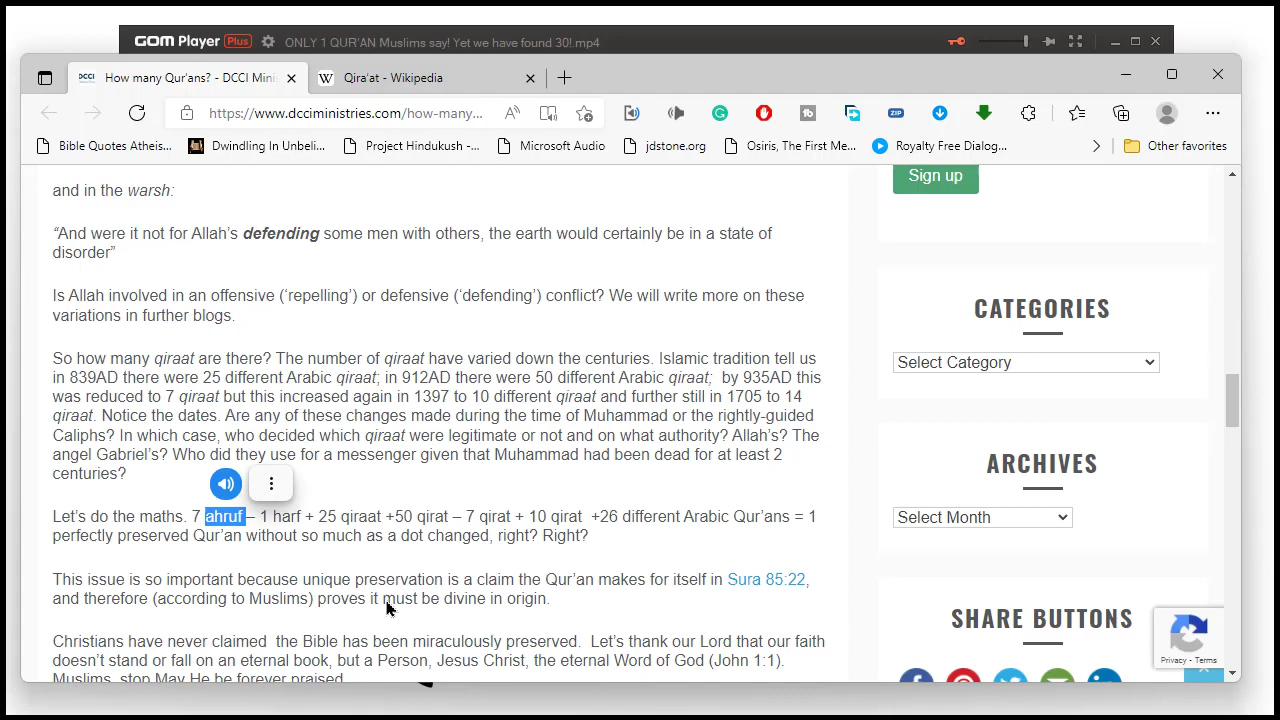 GOM Player Plus ONLY 1 QUR'AN Muslims say! Yet we have found 30!.mp4
DCCI How many Qur'ans? - DCCI Minis W Qira'at - Wikipedia
https://www.dcciministries.com/how-many...
Bible Quotes Atheis... Dwindling In Unbeli... Project Hindukush -... Microsoft Audio jdstone.org Osiris, The First Me... Royalty Free Dialog... Other favorites
and in the warsh:
“And were it not for Allah’s defending some men with others, the earth would certainly be in a state of
disorder”
Is Allah involved in an offensive (‘repelling’) or defensive (‘defending’) conflict? We will write more on these
variations in further blogs.
So how many qiraat are there? The number of qiraat have varied down the centuries. Islamic tradition tell us
in 839AD there were 25 different Arabic qiraat; in 912AD there were 50 different Arabic qiraat; by 935AD this
was reduced to 7 qiraat but this increased again in 1397 to 10 different qiraat and further still in 1705 to 14
qiraat. Notice the dates. Are any of these changes made during the time of Muhammad or the rightly-guided
Caliphs? In which case, who decided which qiraat were legitimate or not and on what authority? Allah’s? The
angel Gabriel’s? Who did they use for a messenger given that Muhammad had been dead for at least 2
centuries?
Let’s do the maths. 7 ahruf – 1 harf + 25 qiraat +50 qirat – 7 qirat + 10 qirat +26 different Arabic Qur’ans = 1
perfectly preserved Qur’an without so much as a dot changed, right? Right?
This issue is so important because unique preservation is a claim the Qur’an makes for itself in Sura 85:22,
and therefore (according to Muslims) proves it must be divine in origin.
Christians have never claimed the Bible has been miraculously preserved. Let’s thank our Lord that our faith
doesn’t stand or fall on an eternal book, but a Person, Jesus Christ, the eternal Word of God (John 1:1).
Muslims, stop May He be forever praised
Sign up
CATEGORIES
Select Category
ARCHIVES
Select Month
SHARE BUTTONS
Privacy - Terms